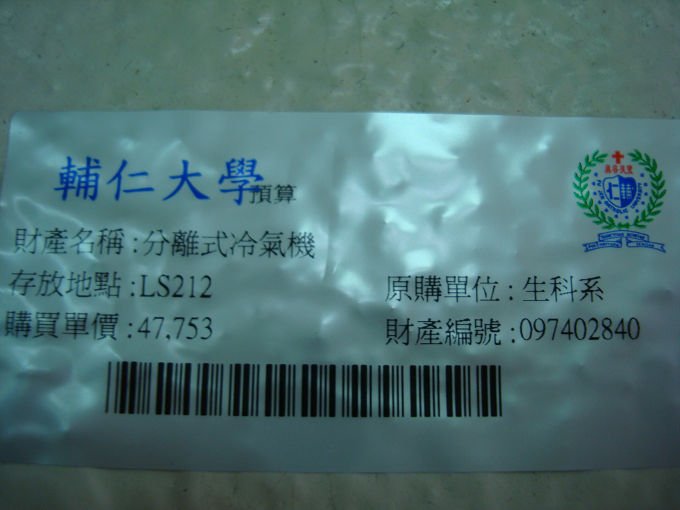 輔仁大學預算
財產名稱:分離式冷氣機
存放地點:LS212
原購單位:生科系
購買單價:47,753
財產編號:097402840